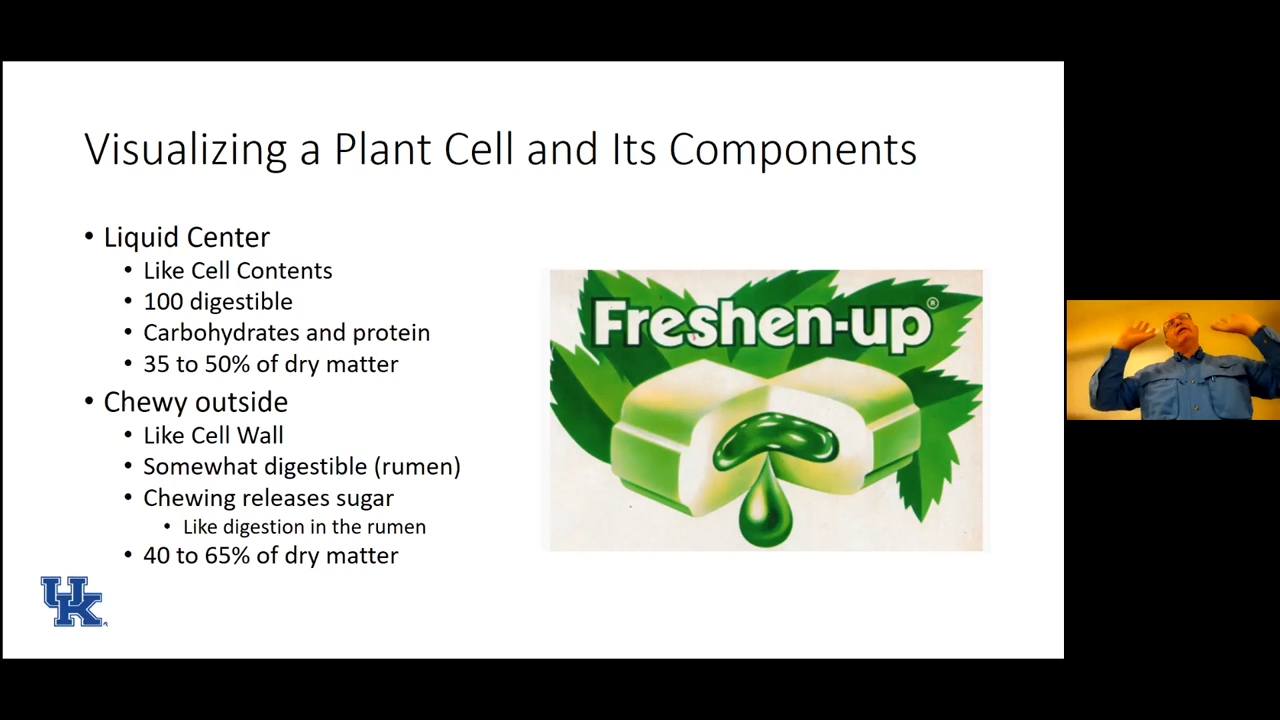 Visualizing a Plant Cell and Its Components
• Liquid Center
• Like Cell Contents
• 100 digestible
• Carbohydrates and protein
• 35 to 50% of dry matter
• Chewy outside
• Like Cell Wall
• Somewhat digestible (rumen)
• Chewing releases sugar
• Like digestion in the rumen
• 40 to 65% of dry matter
Freshen-up®
UK